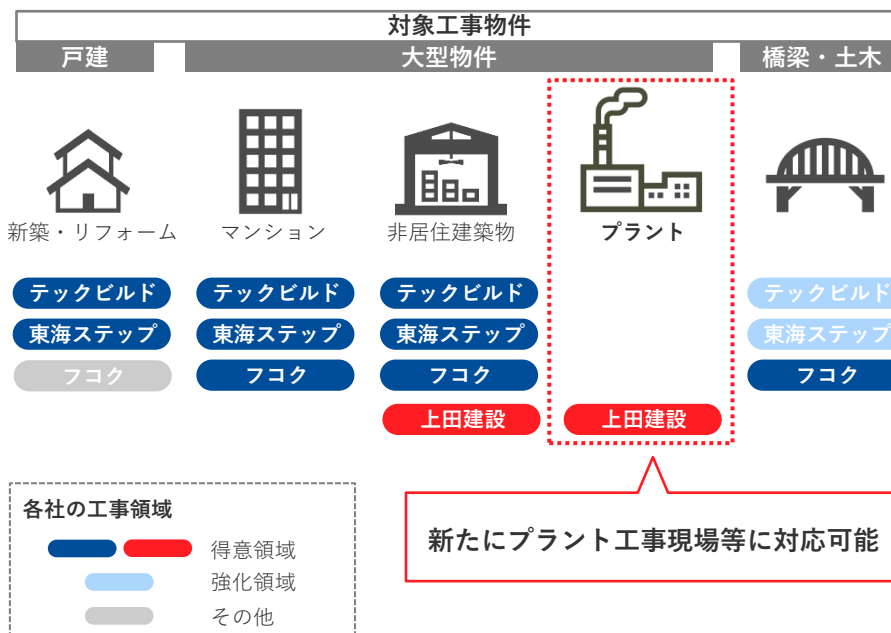 対象工事物件
戸建 大型物件 橋梁・土木
新築・リフォーム マンション 非居住建築物 プラント
テックビルド テックビルド テックビルド テックビルド
東海ステップ 東海ステップ 東海ステップ 東海ステップ
フコク フコク フコク フコク
上田建設 上田建設
各社の工事領域
得意領域
強化領域
その他
新たにプラント工事現場等に対応可能